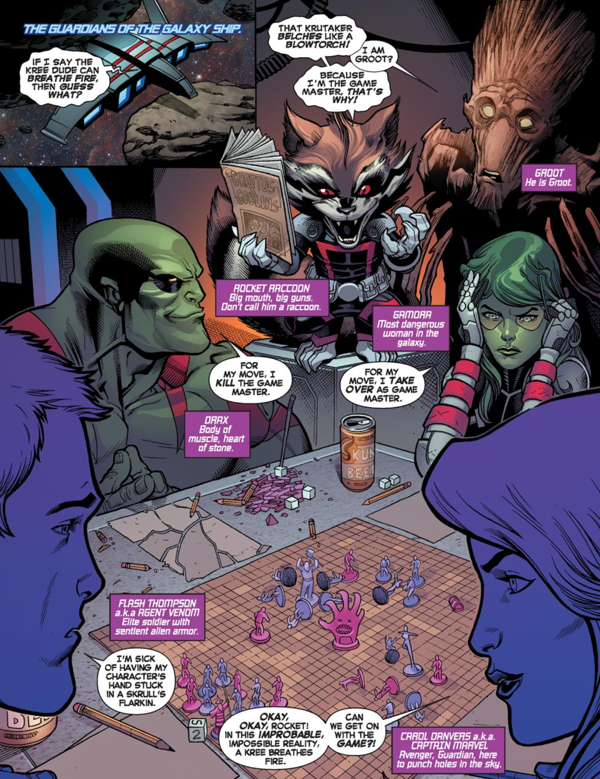 THE GUARDIANS OF THE GALAXY SHIP.
IF I SAY THE
KREE DUDE CAN
BREATHE FIRE,
THEN GUESS
WHAT?
THAT KRUTAKER
BELCHES LIKE A
BLOWTORCH!
I AM
GROOT?
BECAUSE
I'M THE GAME
MASTER, THAT'S
WHY!
GROOT
He is Groot.
ROCKET RACCOON
Big mouth, big guns.
Don't call him a raccoon.
GAMORA
Most dangerous
woman in the
galaxy.
FOR
MY MOVE, I
KILL THE GAME
MASTER.
FOR
MY MOVE, I TAKE
OVER AS GAME
MASTER.
DRAX
Body of
muscle, heart
of stone.
SKUN
BEER
FLASH THOMPSON
a.k.a AGENT VENOM
Elite soldier with
sentient alien armor.
I'M SICK
OF HAVING MY
CHARACTER'S
HAND STUCK
IN A SKRULL'S
FLARKIN.
OKAY,
OKAY, ROCKET!
IN THIS IMPROBABLE,
IMPOSSIBLE REALITY,
A KREE BREATHES
FIRE.
CAN
WE GET ON
WITH THE
GAME?!
CAROL DANVERS a.k.a.
CAPTAIN MARVEL
Avenger, Guardian, here
to punch holes in the sky.